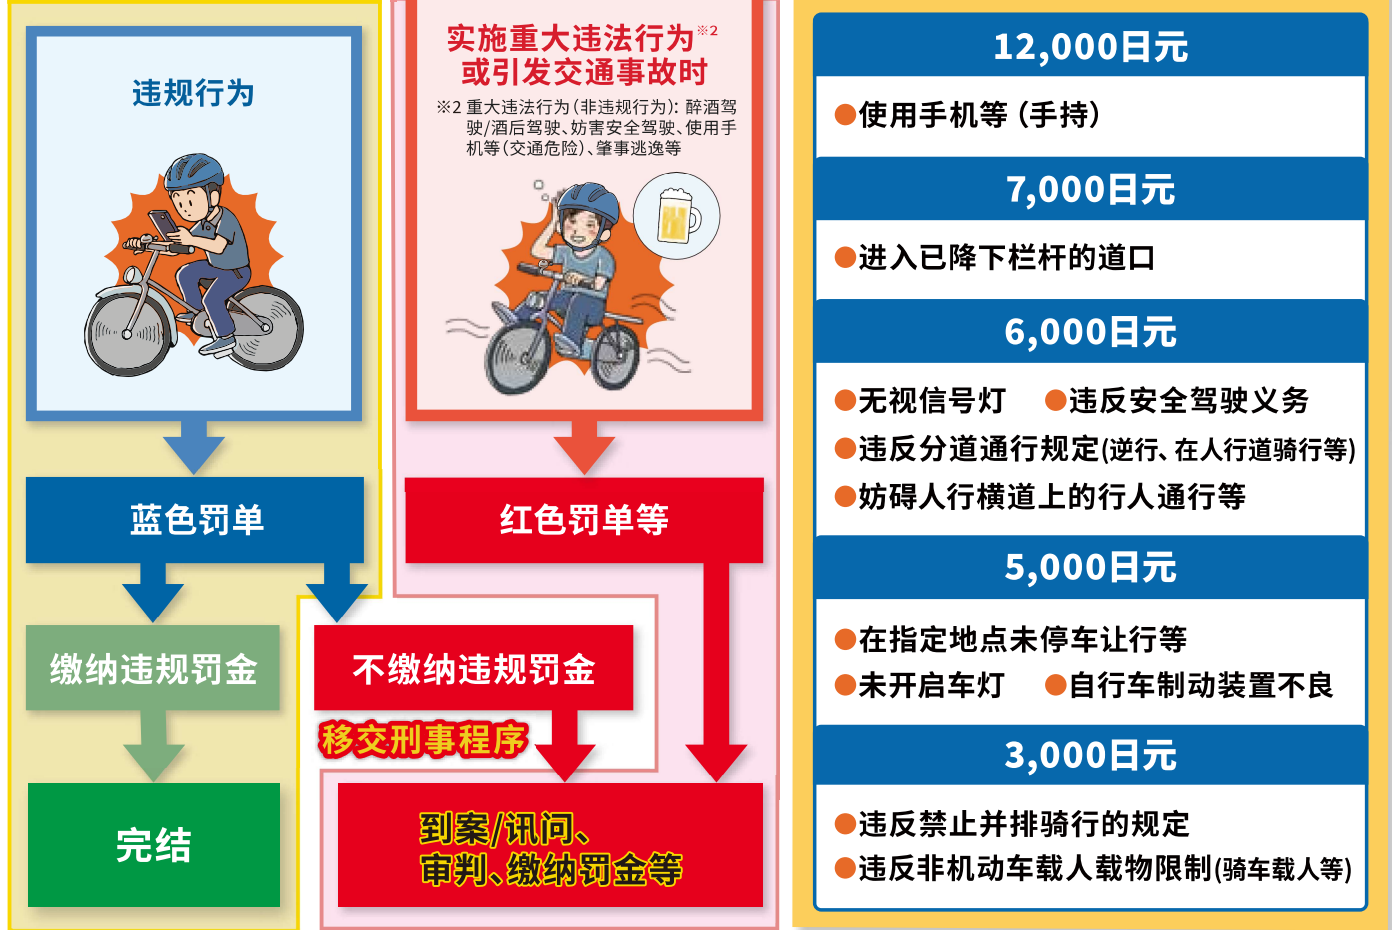 违规行为
实施重大违法行为※2
或引发交通事故时
※2 重大违法行为（非违规行为）：醉酒驾
驶/酒后驾驶、妨害安全驾驶、使用手
机等（交通危险）、肇事逃逸等
蓝色罚单
红色罚单等
缴纳违规罚金
不缴纳违规罚金
移交刑事程序
完结
到案/讯问、
审判、缴纳罚金等
12,000日元
●使用手机等（手持）
7,000日元
●进入已降下栏杆的道口
6,000日元
●无视信号灯 ●违反安全驾驶义务
●违反分道通行规定(逆行、在人行道骑行等)
●妨碍人行横道上的行人通行等
5,000日元
●在指定地点未停车让行等
●未开启车灯 ●自行车制动装置不良
3,000日元
●违反禁止并排骑行的规定
●违反非机动车载人载物限制(骑车载人等)